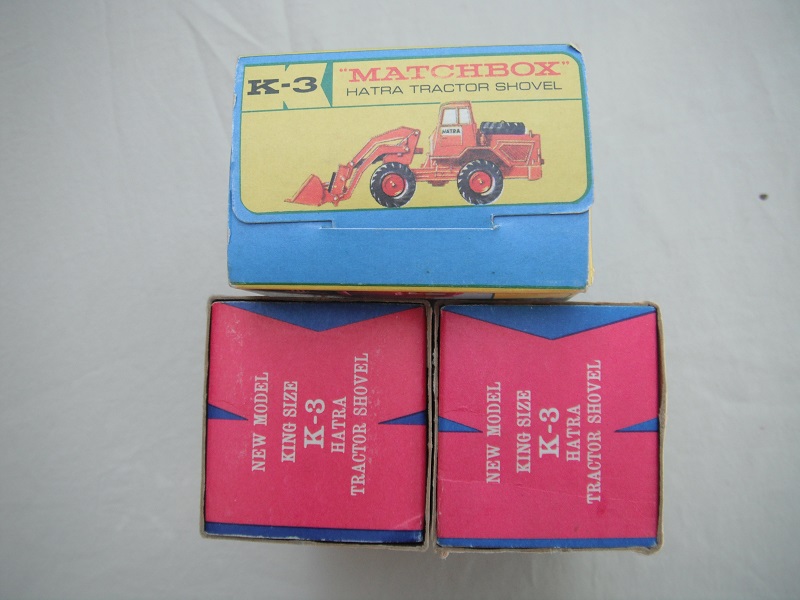 K-3
"MATCHBOX"
HATRA TRACTOR SHOVEL
HATRA
NEW MODEL
KING SIZE
K-3
HATRA
TRACTOR SHOVEL
NEW MODEL
KING SIZE
K-3
HATRA
TRACTOR SHOVEL